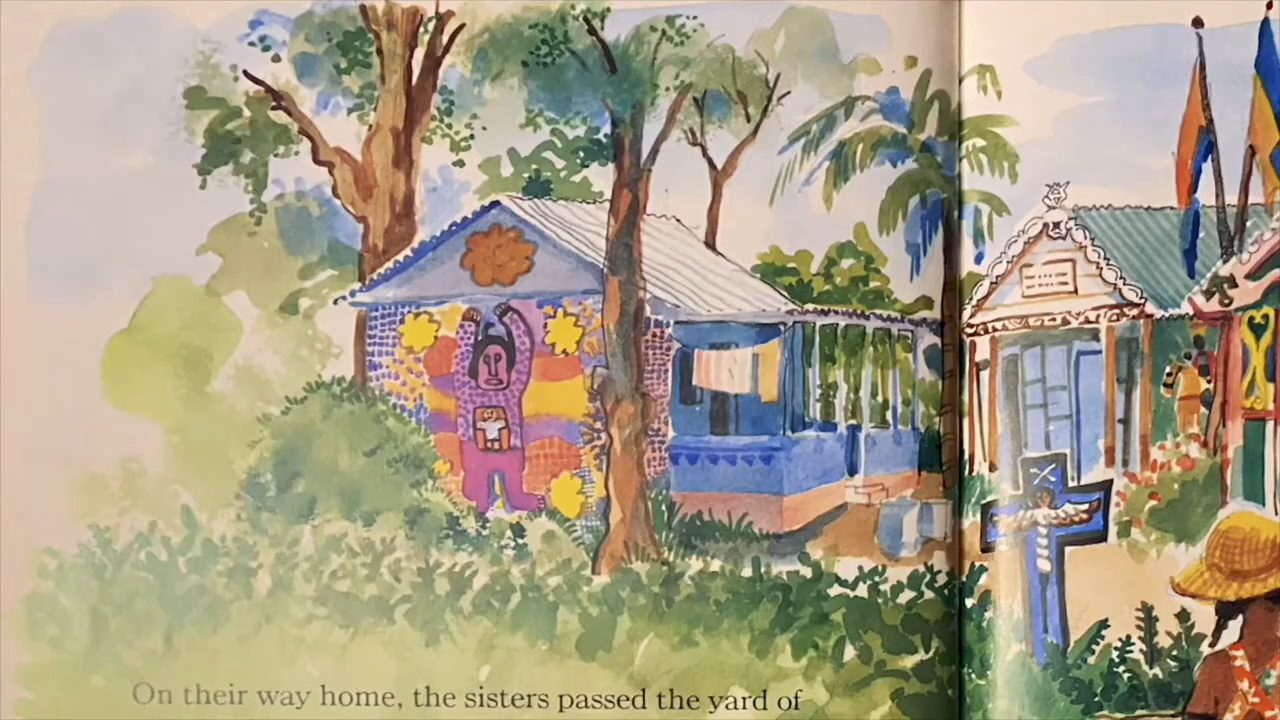 On their way home, the sisters passed the yard of